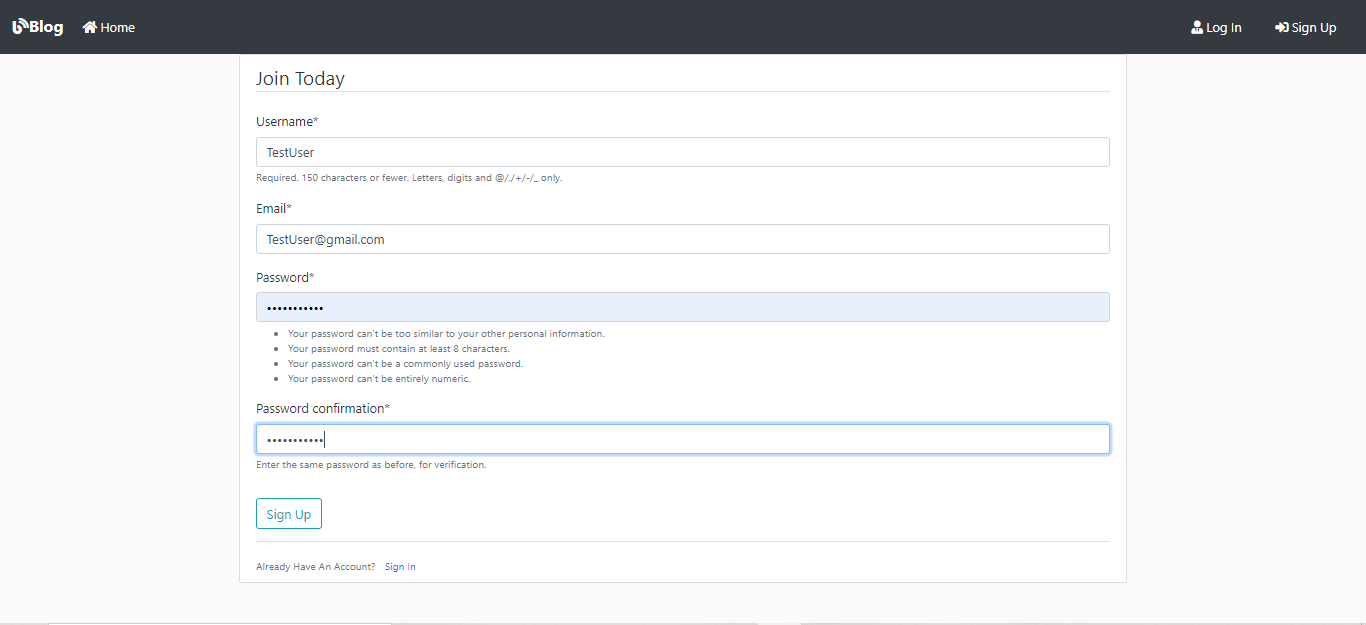 Blog Home Log In Sign Up
Join Today
Username*
TestUser
Required. 150 characters or fewer. Letters, digits and @/./+/-/_ only.
Email*
TestUser@gmail.com
Password*
•••••••••••
Your password can't be too similar to your other personal information.
Your password must contain at least 8 characters.
Your password can't be a commonly used password.
Your password can't be entirely numeric.
Password confirmation*
•••••••••••
Enter the same password as before, for verification.
Sign Up
Already Have An Account? Sign In